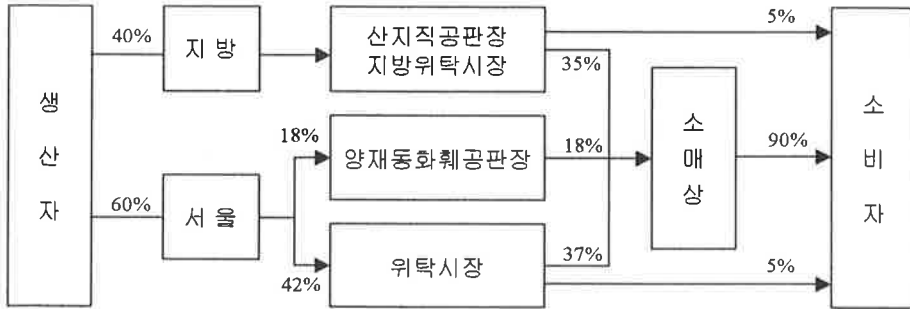 생산자
40%
지방
산지직공판장
지방위탁시장
5%
35%
60%
서울
18%
양재동화훼공판장
18%
42%
위탁시장
37%
5%
소매상
90%
소비자